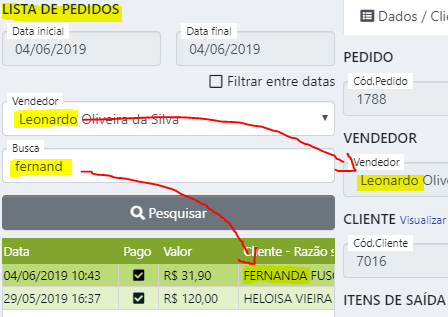 LISTA DE PEDIDOS
Data inicial
04/06/2019
Data final
04/06/2019
Filtrar entre datas
Vendedor
Leonardo Oliveira da Silva
Busca
fernand
Pesquisar
Data Pago Valor Cliente - Razão s
04/06/2019 10:43 R$ 31,90 FERNANDA FUS
29/05/2019 16:37 R$ 120,00 HELOISA VIEIRA
Dados / Clie
PEDIDO
Cód.Pedido
1788
VENDEDOR
Vendedor
Leonardo Oliv
CLIENTE Visualizar
Cód.Cliente
7016
ITENS DE SAÍDA